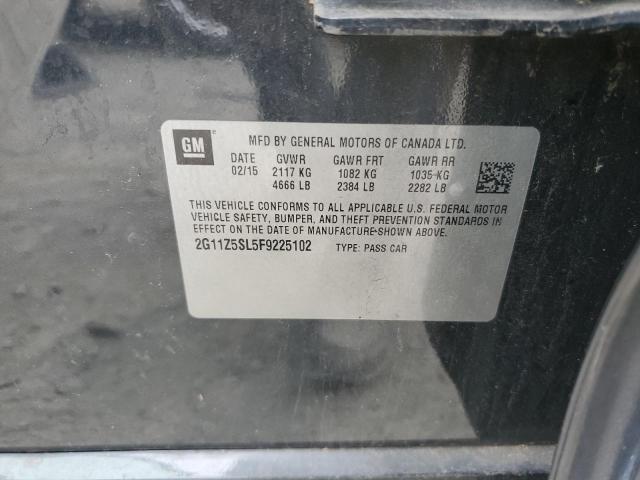 GM
MFD BY GENERAL MOTORS OF CANADA LTD.
DATE GVWR GAWR FRT GAWR RR
02/15 2117 KG 1082 KG 1035 KG
4666 LB 2384 LB 2282 LB
THIS VEHICLE CONFORMS TO ALL APPLICABLE U.S. FEDERAL MOTOR
VEHICLE SAFETY, BUMPER, AND THEFT PREVENTION STANDARDS IN
EFFECT ON THE DATE OF MANUFACTURE SHOWN ABOVE.
2G11Z5SL5F9225102 TYPE: PASS CAR